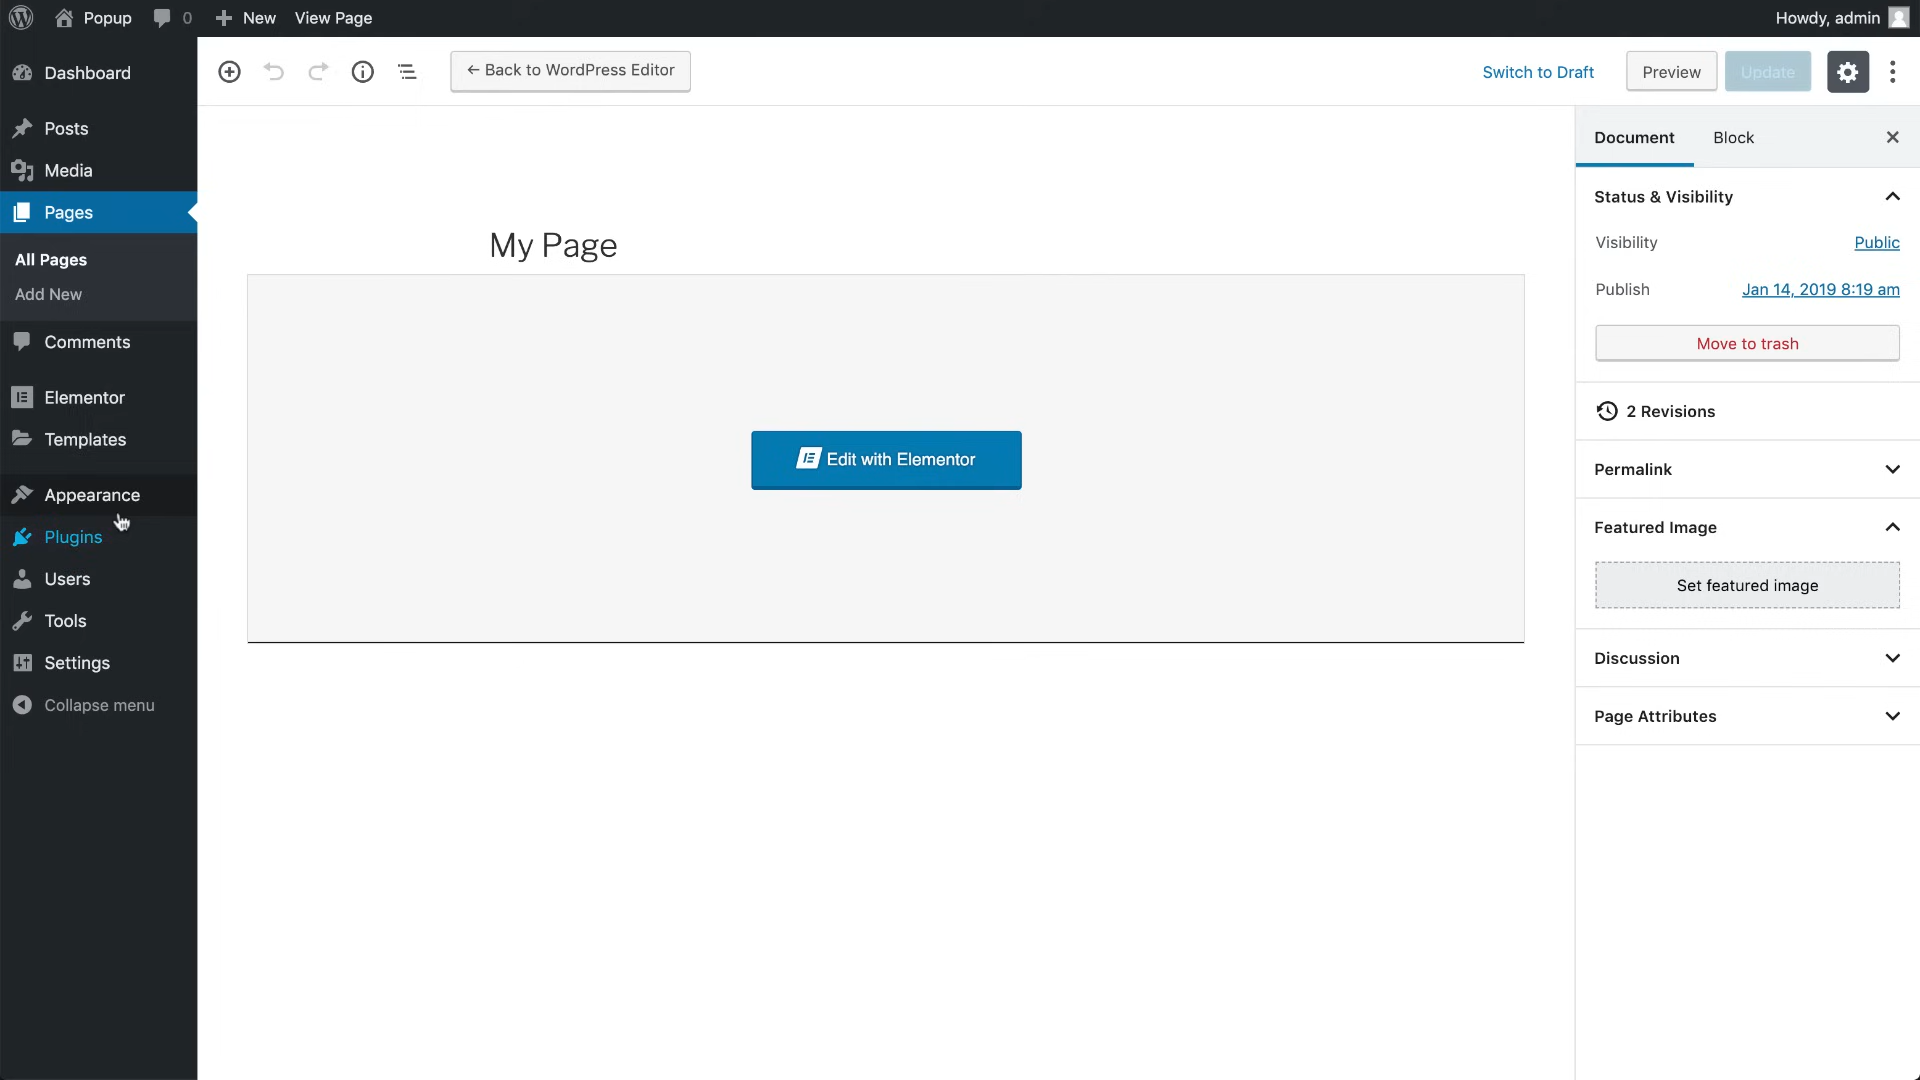 Popup 0 New View Page Howdy, admin
Dashboard
Posts
Media
Pages
All Pages
Add New
Comments
Elementor
Templates
Appearance
Plugins
Users
Tools
Settings
Collapse menu
← Back to WordPress Editor
Switch to Draft Preview Update
My Page
Edit with Elementor
Document Block
Status & Visibility
Visibility Public
Publish Jan 14, 2019 8:19 am
Move to trash
2 Revisions
Permalink
Featured Image
Set featured image
Discussion
Page Attributes